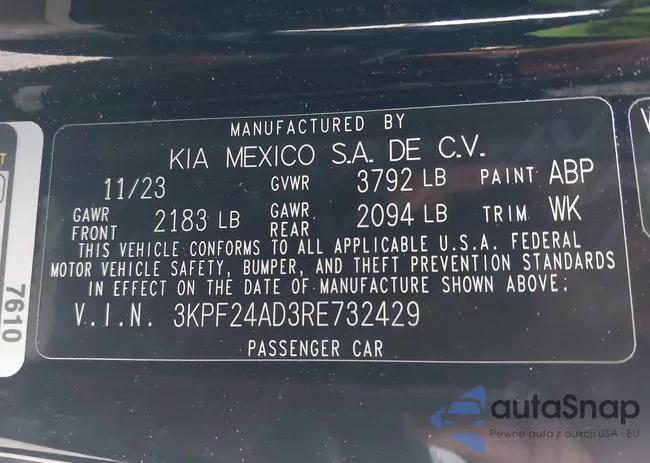 MANUFACTURED BY
KIA MEXICO S.A. DE C.V.
11/23 GVWR 3792 LB PAINT ABP
GAWR FRONT 2183 LB GAWR REAR 2094 LB TRIM WK
THIS VEHICLE CONFORMS TO ALL APPLICABLE U.S.A. FEDERAL
MOTOR VEHICLE SAFETY, BUMPER, AND THEFT PREVENTION STANDARDS
IN EFFECT ON THE DATE OF MANUFACTURE SHOWN ABOVE:
V.I.N. 3KPF24AD3RE732429
PASSENGER CAR
7610
autaSnap
Pewne auta z aukcji USA i EU